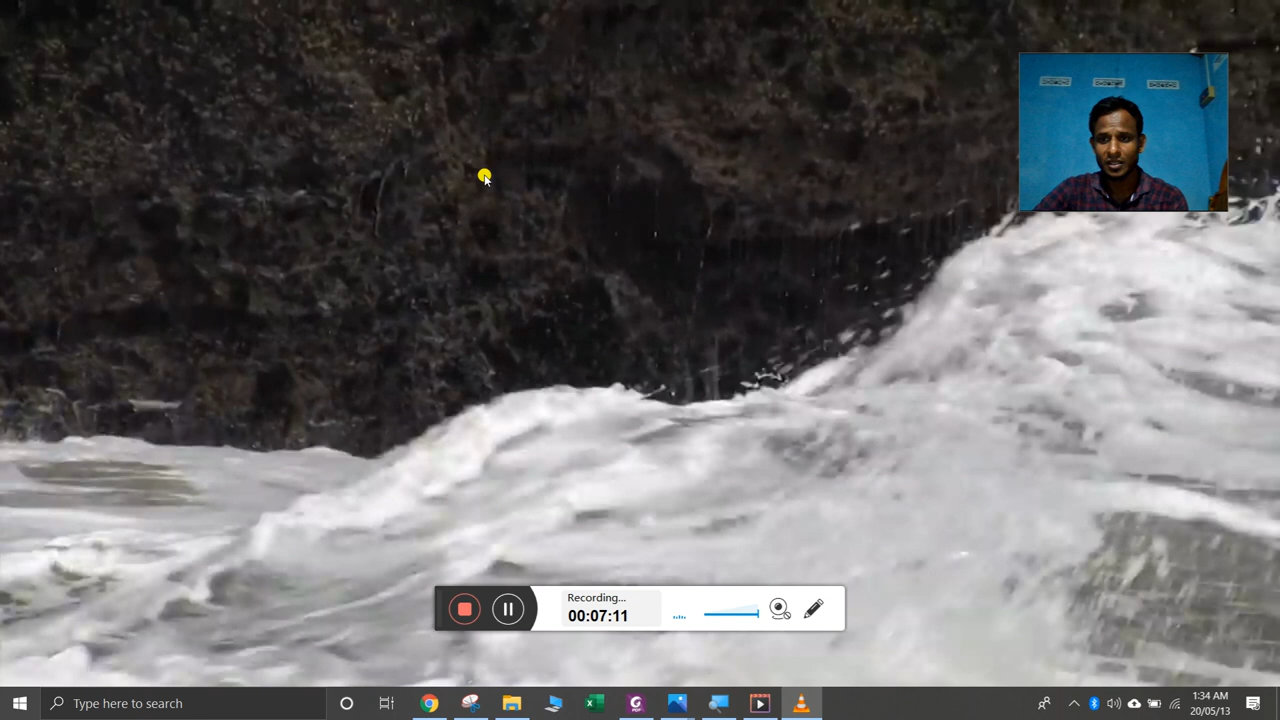 Recording...
00:07:11
Type here to search
1:34 AM
20/05/13